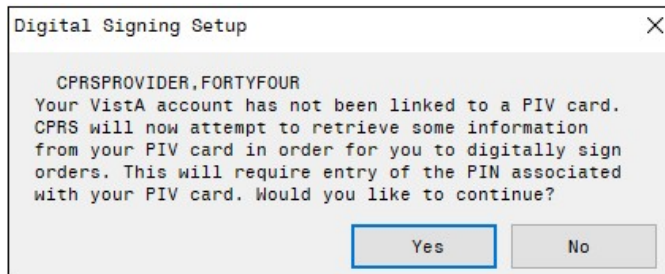 Digital Signing Setup
CPRSPROVIDER,FORTYFOUR
Your VistA account has not been linked to a PIV card.
CPRS will now attempt to retrieve some information
from your PIV card in order for you to digitally sign
orders. This will require entry of the PIN associated
with your PIV card. Would you like to continue?
Yes
No